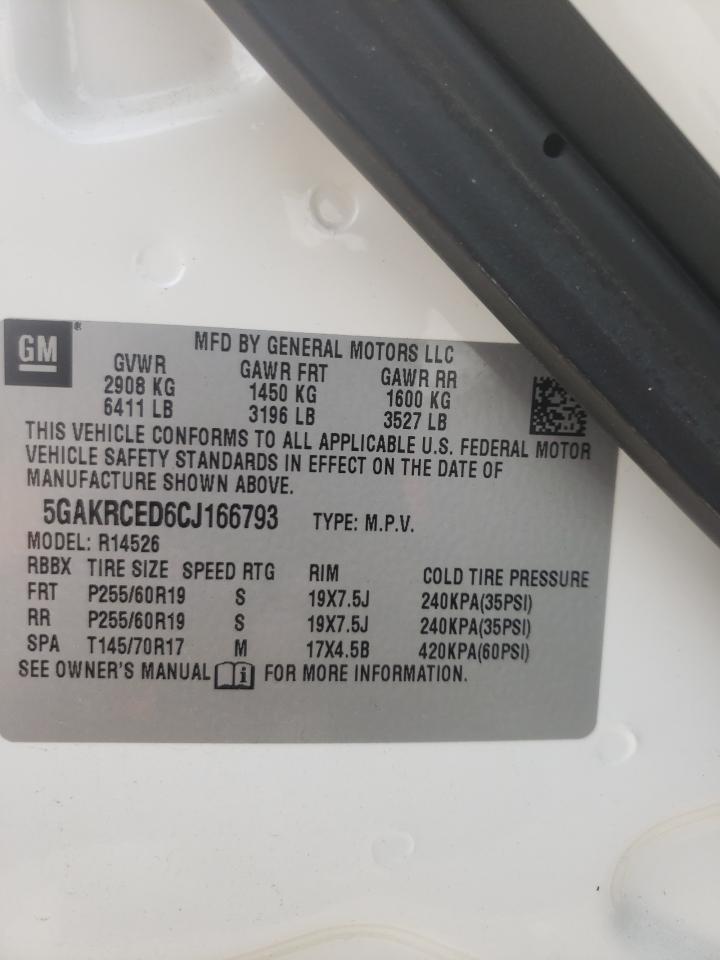 GM®
MFD BY GENERAL MOTORS LLC
GVWR GAWR FRT GAWR RR
2908 KG 1450 KG 1600 KG
6411 LB 3196 LB 3527 LB
THIS VEHICLE CONFORMS TO ALL APPLICABLE U.S. FEDERAL MOTOR
VEHICLE SAFETY STANDARDS IN EFFECT ON THE DATE OF
MANUFACTURE SHOWN ABOVE.
5GAKRCED6CJ166793 TYPE: M.P.V.
MODEL: R14526
RBBX TIRE SIZE SPEED RTG RIM COLD TIRE PRESSURE
FRT P255/60R19 S 19X7.5J 240KPA(35PSI)
RR P255/60R19 S 19X7.5J 240KPA(35PSI)
SPA T145/70R17 M 17X4.5B 420KPA(60PSI)
SEE OWNER'S MANUAL i FOR MORE INFORMATION.